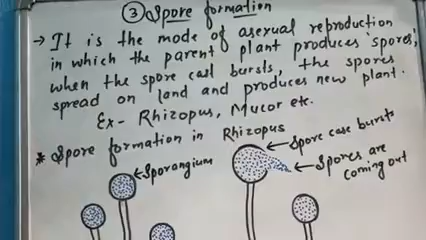 ③ Spore formation
→ It is the mode of asexual reproduction
in which the parent plant produces 'spores',
when the spore call bursts, the spores
spread on land and produces new plant.
Ex- Rhizopus, Mucor etc.
* Spore formation in Rhizopus
Spore case bursts
Sporangium
Spores are
coming out